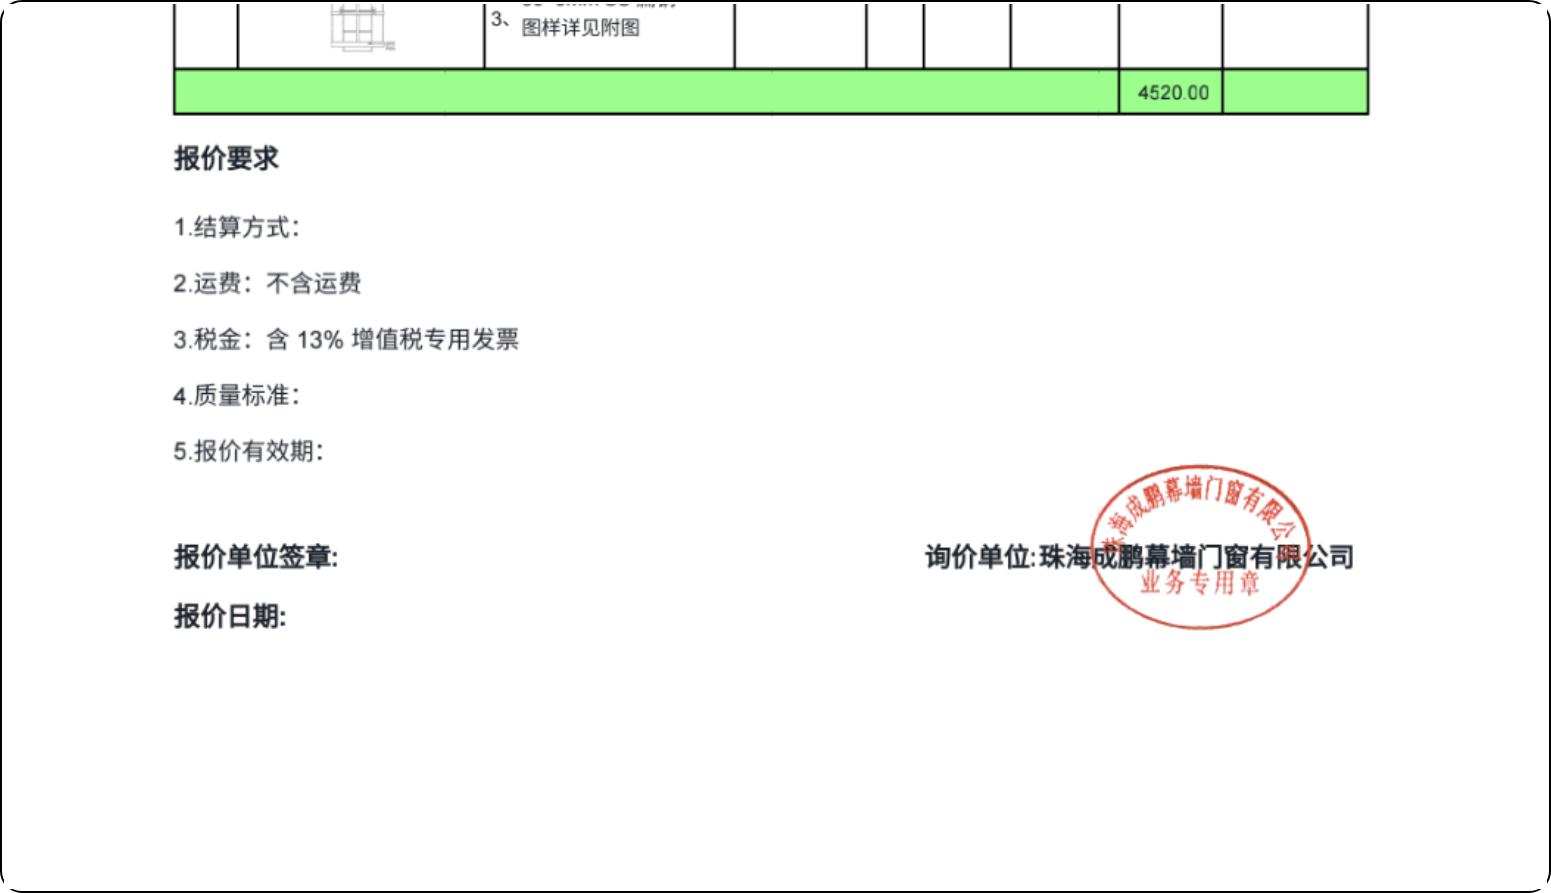 3、 图样详见附图
4520.00
报价要求
1.结算方式：
2.运费：不含运费
3.税金：含 13% 增值税专用发票
4.质量标准：
5.报价有效期：
珠海成鹏幕墙门窗有限公司
报价单位签章:
询价单位:珠海成鹏幕墙门窗有限公司
业务专用章
报价日期: